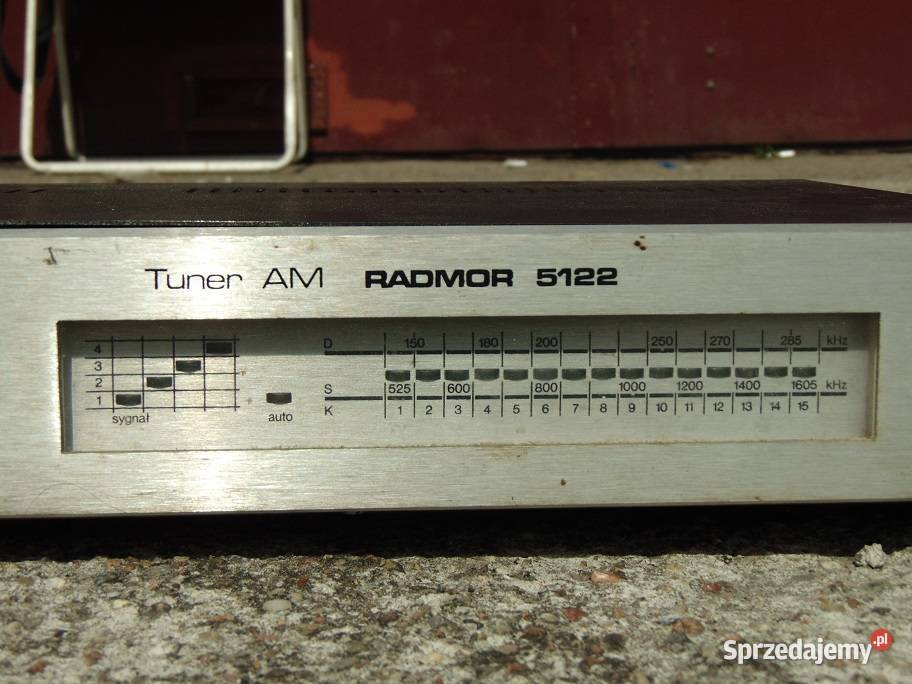 Tuner AM RADMOR 5122
4
3
2
1
sygnał
auto
D 150 180 200 250 270 285 kHz
S 525 600 800 1000 1200 1400 1605 kHz
K 1 2 3 4 5 6 7 8 9 10 11 12 13 14 15
Sprzedajemy.pl